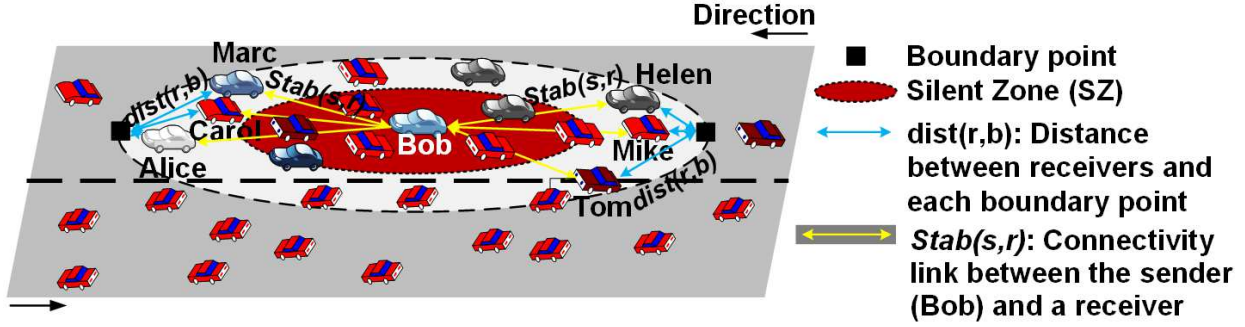 Direction
Marc
Helen
dist(r,b)
Stab(s,r)
Stab(s,r)
Carol
Bob
Mike
Alice
Tom
dist(r,b)
Boundary point
Silent Zone (SZ)
dist(r,b): Distance
between receivers and
each boundary point
Stab(s,r): Connectivity
link between the sender
(Bob) and a receiver